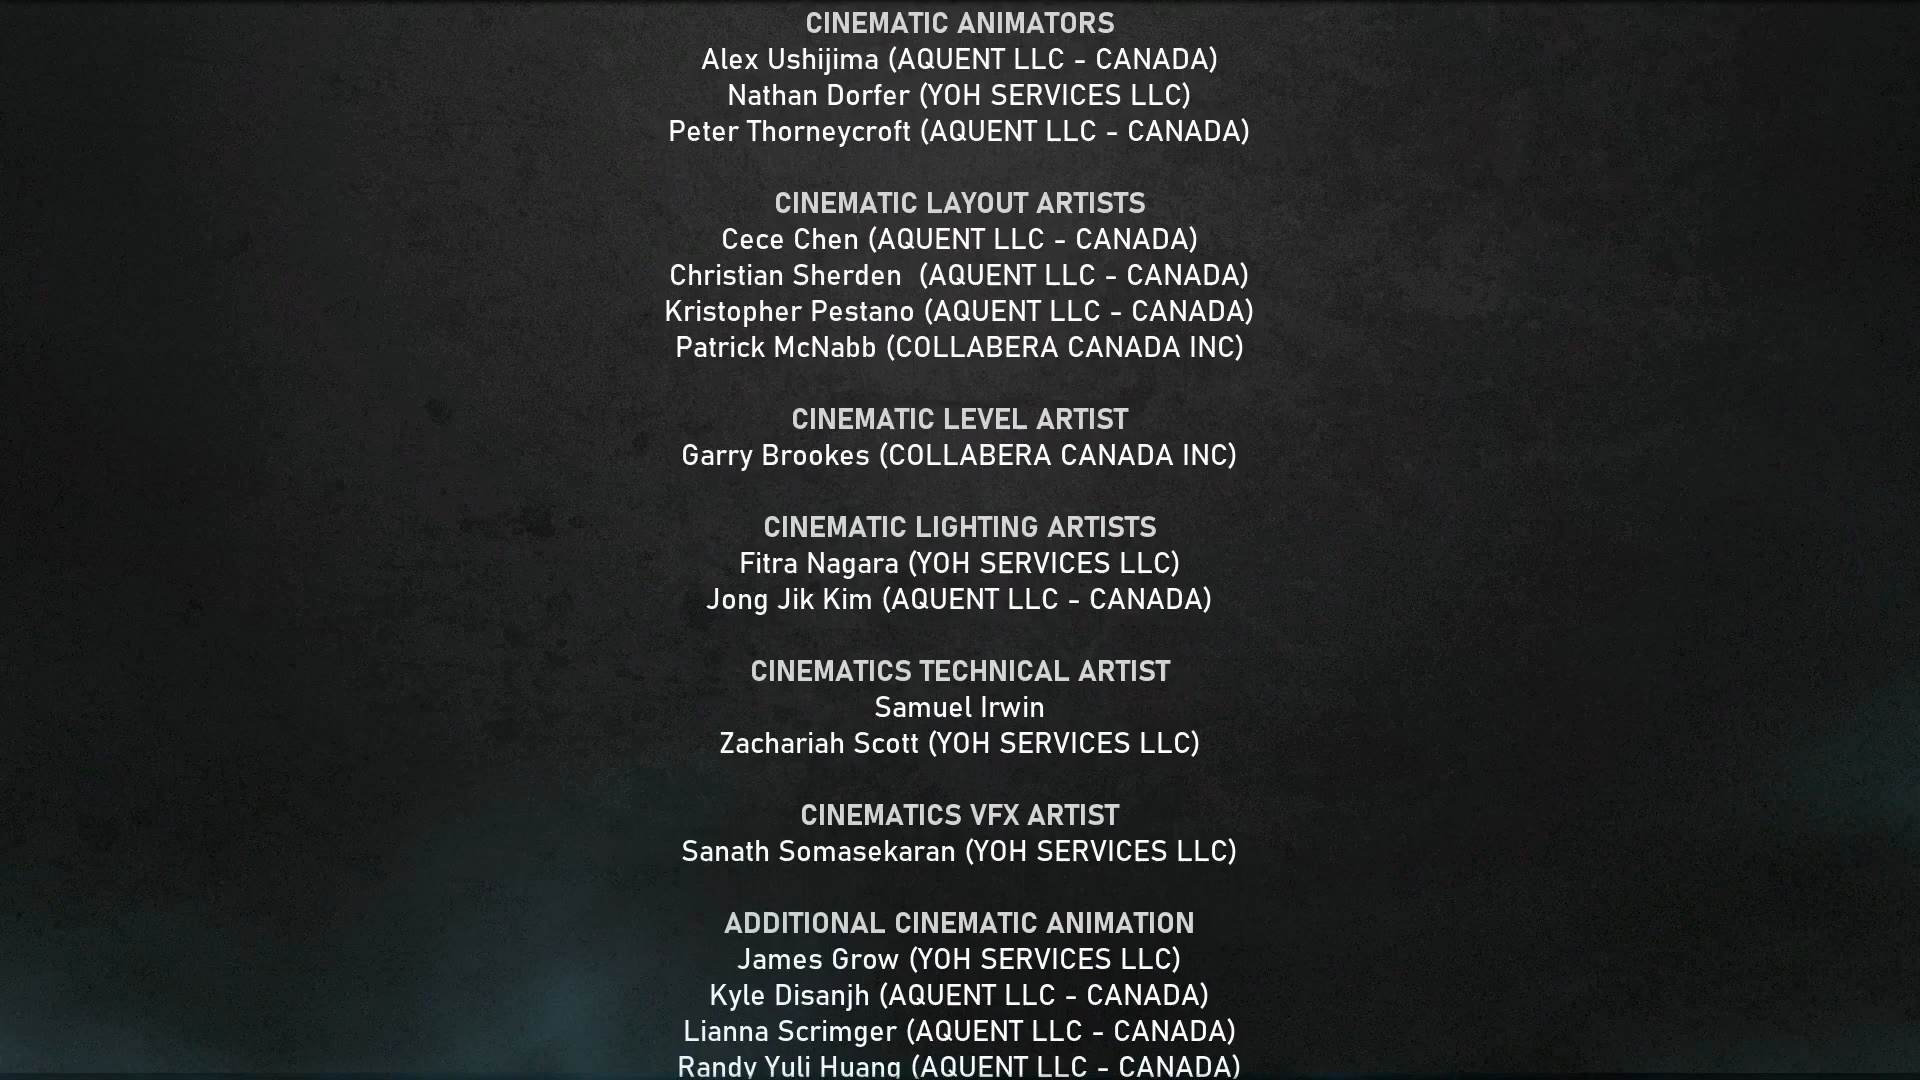 CINEMATIC ANIMATORS
Alex Ushijima (AQUENT LLC - CANADA)
Nathan Dorfer (YOH SERVICES LLC)
Peter Thorneycroft (AQUENT LLC - CANADA)
CINEMATIC LAYOUT ARTISTS
Cece Chen (AQUENT LLC - CANADA)
Christian Sherden  (AQUENT LLC - CANADA)
Kristopher Pestano (AQUENT LLC - CANADA)
Patrick McNabb (COLLABERA CANADA INC)
CINEMATIC LEVEL ARTIST
Garry Brookes (COLLABERA CANADA INC)
CINEMATIC LIGHTING ARTISTS
Fitra Nagara (YOH SERVICES LLC)
Jong Jik Kim (AQUENT LLC - CANADA)
CINEMATICS TECHNICAL ARTIST
Samuel Irwin
Zachariah Scott (YOH SERVICES LLC)
CINEMATICS VFX ARTIST
Sanath Somasekaran (YOH SERVICES LLC)
ADDITIONAL CINEMATIC ANIMATION
James Grow (YOH SERVICES LLC)
Kyle Disanjh (AQUENT LLC - CANADA)
Lianna Scrimger (AQUENT LLC - CANADA)
Randy Yuli Huang (AQUENT LLC - CANADA)